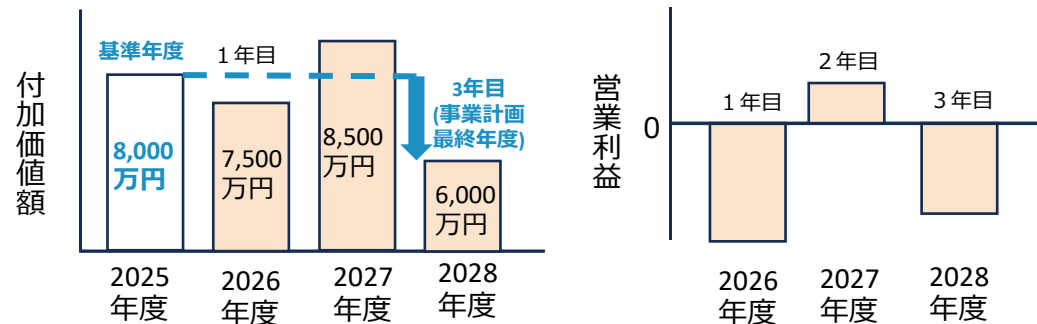 付加価値額
基準年度
1年目
3年目
(事業計画
最終年度)
8,000
万円
7,500
万円
8,500
万円
6,000
万円
2025
年度
2026
年度
2027
年度
2028
年度
営業利益
0
1年目
2年目
3年目
2026
年度
2027
年度
2028
年度